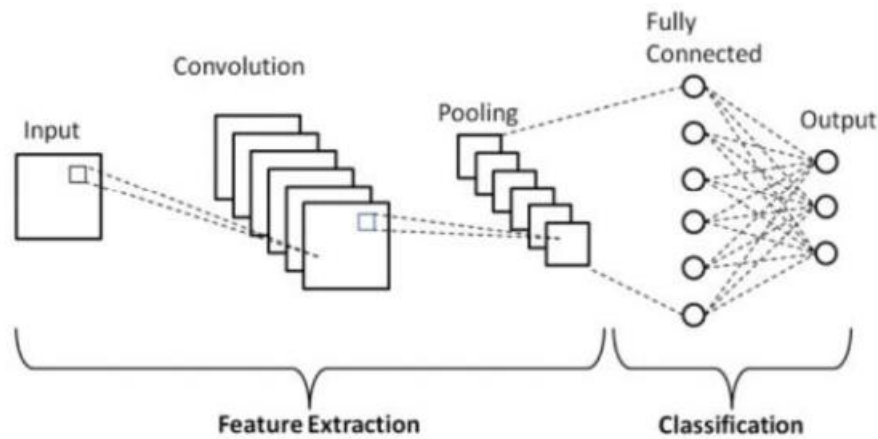 Fully
Connected
Convolution
Pooling
Output
Input
Feature Extraction
Classification